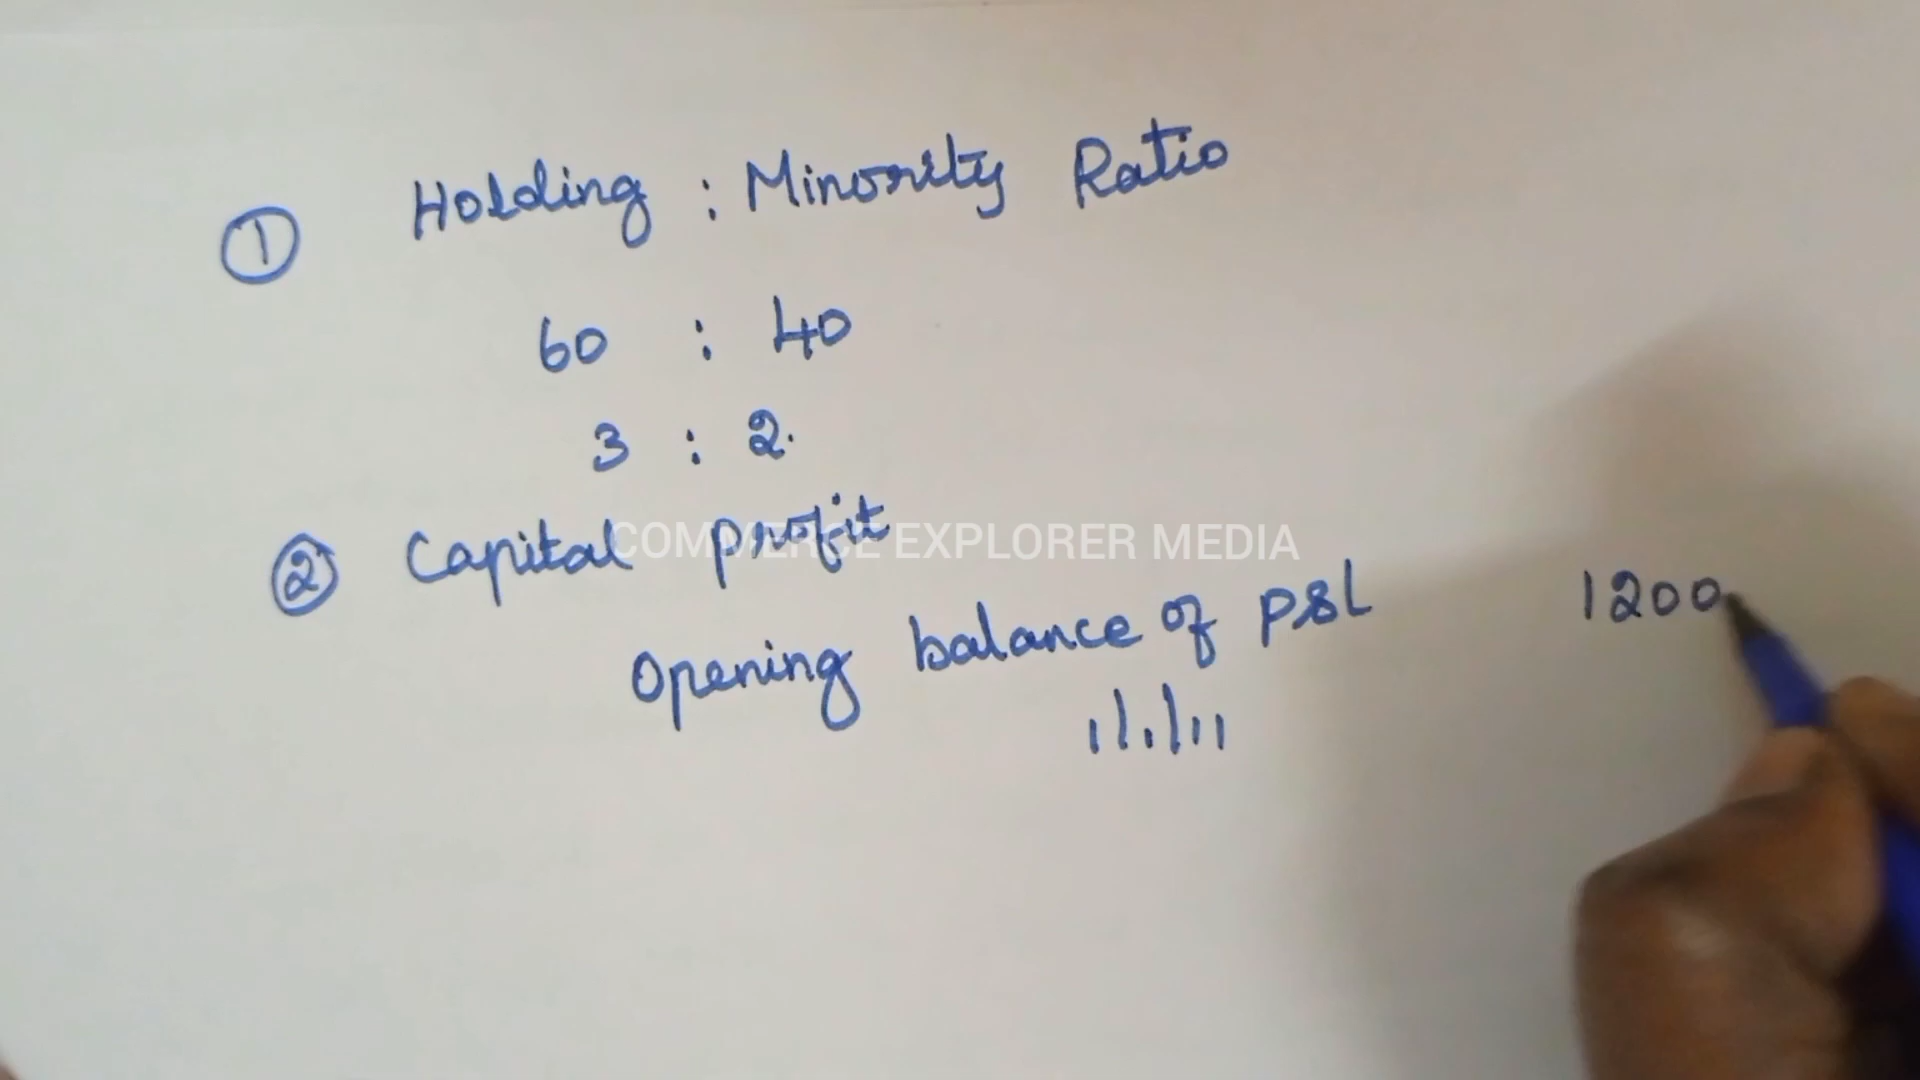 ① Holding : Minority Ratio
60 : 40
3 : 2.
② Capital profit
COMMERCE EXPLORER MEDIA
Opening balance of P&L 1200
1/1/11